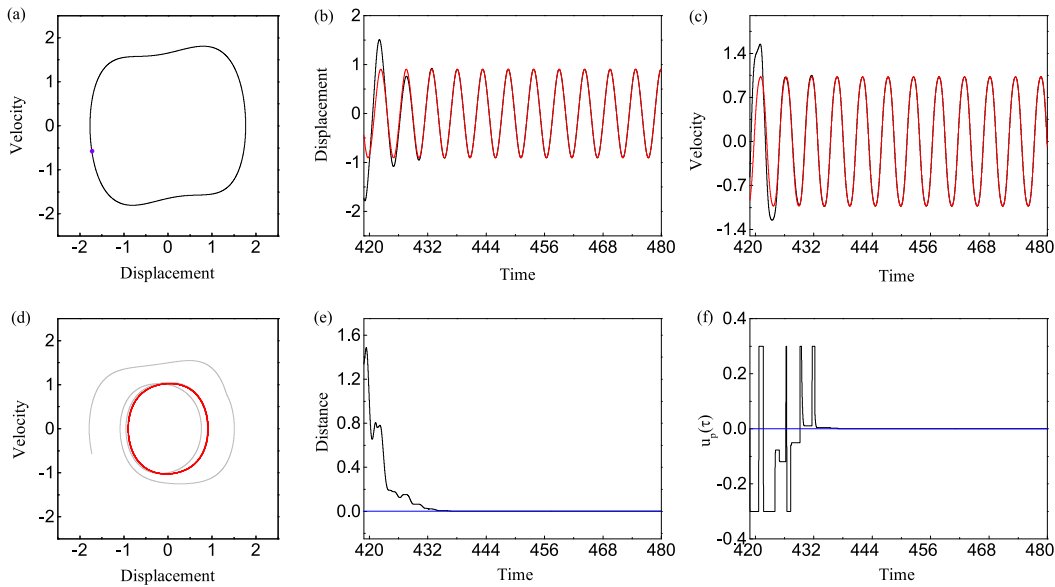 (a)
Velocity
2
1
0
-1
-2
-2 -1 0 1 2
Displacement
(b)
Displacement
2
1
0
-1
-2
420 432 444 456 468 480
Time
(c)
Velocity
1.4
0.7
0.0
-0.7
-1.4
420 432 444 456 468 480
Time
(d)
Velocity
2
1
0
-1
-2
-2 -1 0 1 2
Displacement
(e)
Distance
1.6
1.2
0.8
0.4
0.0
420 432 444 456 468 480
Time
(f)
u_p(τ)
0.4
0.2
0.0
-0.2
-0.4
420 432 444 456 468 480
Time